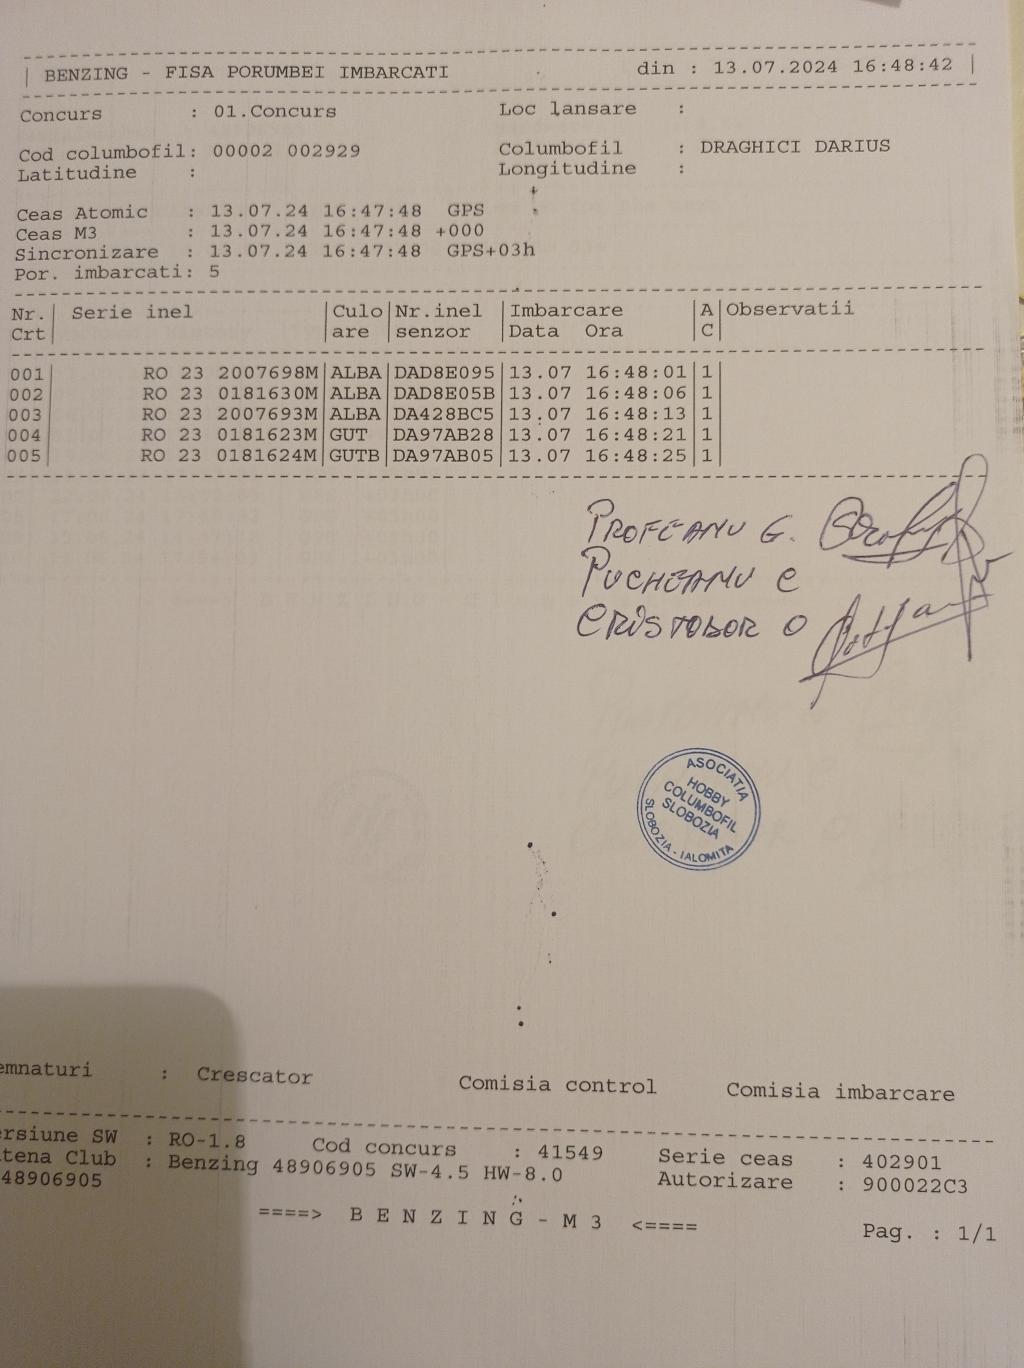 BENZING - FISA PORUMBEI IMBARCATI din : 13.07.2024 16:48:42
Concurs : 01.Concurs Loc lansare :
Cod columbofil: 00002 002929 Columbofil : DRAGHICI DARIUS
Latitudine : Longitudine :
Ceas Atomic : 13.07.24 16:47:48 GPS
Ceas M3 : 13.07.24 16:47:48 +000
Sincronizare : 13.07.24 16:47:48 GPS+03h
Por. imbarcati: 5
Nr. | Serie inel |Culo|Nr.inel |Imbarcare |A|Observatii
Crt| |are |senzor |Data Ora |C|
001| RO 23 2007698M|ALBA|DAD8E095|13.07 16:48:01|1|
002| RO 23 0181630M|ALBA|DAD8E05B|13.07 16:48:06|1|
003| RO 23 2007693M|ALBA|DA428BC5|13.07 16:48:13|1|
004| RO 23 0181623M|GUT |DA97AB28|13.07 16:48:21|1|
005| RO 23 0181624M|GUTB|DA97AB05|13.07 16:48:25|1|
PROFEANU G.
PUCHEANU C
CRISTODOR O
ASOCIATIA
HOBBY
COLUMBOFIL
SLOBOZIA
SLOBOZIA - IALOMITA
emnaturi : Crescator Comisia control Comisia imbarcare
ersiune SW : RO-1.8 Cod concurs : 41549 Serie ceas : 402901
tena Club : Benzing 48906905 SW-4.5 HW-8.0 Autorizare : 900022C3
48906905
====> B E N Z I N G - M 3 <====
Pag. : 1/1